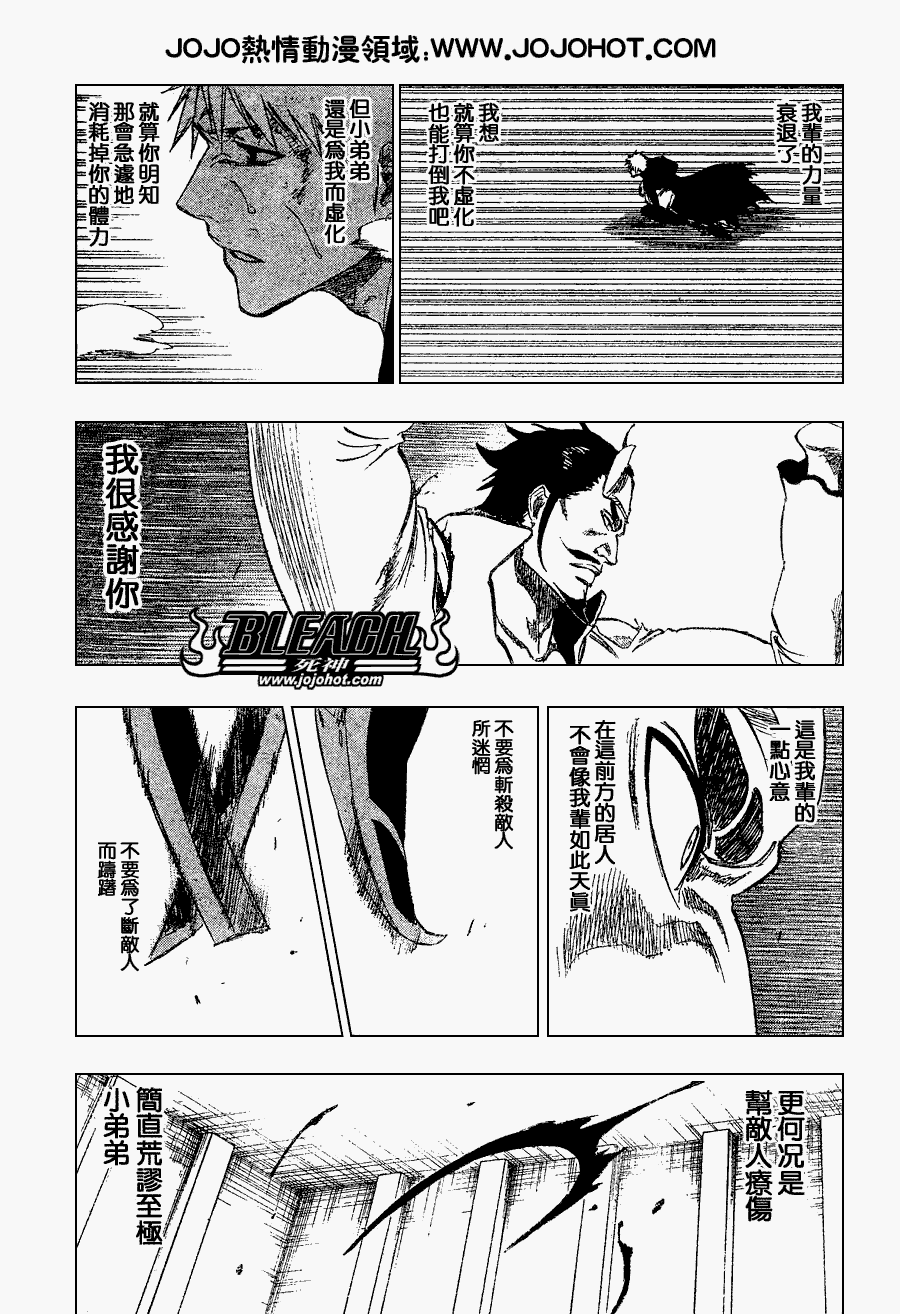 JOJO熱情動漫領域:WWW.JOJOHOT.COM
我輩的力量
衰退了
我想
就算你不虛化
也能打倒我吧
但小弟弟
還是爲我而虛化
就算你明知
那會急遽地
消耗掉你的體力
我很感謝你
BLEACH
死神
www.jojohot.com
這是我輩的
一點心意
在這前方的居人
不會像我輩如此天眞
不要爲斬殺敵人
所迷惘
不要爲了斷敵人
而躊躇
更何況是
幫敵人療傷
簡直荒謬至極
小弟弟